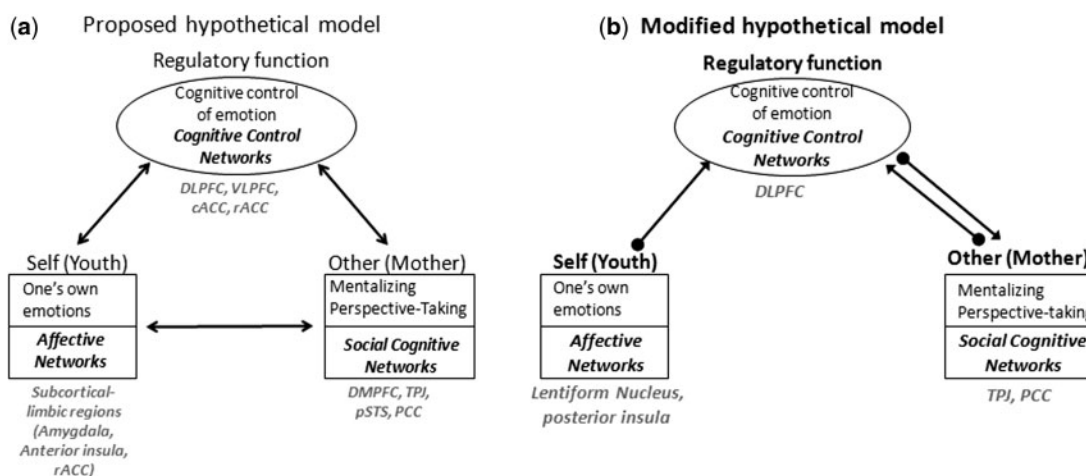 (a) Proposed hypothetical model
Regulatory function
Cognitive control
of emotion
Cognitive Control
Networks
DLPFC, VLPFC,
cACC, rACC
Self (Youth)
One's own
emotions
Affective
Networks
Subcortical-
limbic regions
(Amygdala,
Anterior insula,
rACC)
Other (Mother)
Mentalizing
Perspective-Taking
Social Cognitive
Networks
DMPFC, TPJ,
pSTS, PCC
(b) Modified hypothetical model
Regulatory function
Cognitive control
of emotion
Cognitive Control
Networks
DLPFC
Self (Youth)
One's own
emotions
Affective
Networks
Lentiform Nucleus,
posterior insula
Other (Mother)
Mentalizing
Perspective-taking
Social Cognitive
Networks
TPJ, PCC